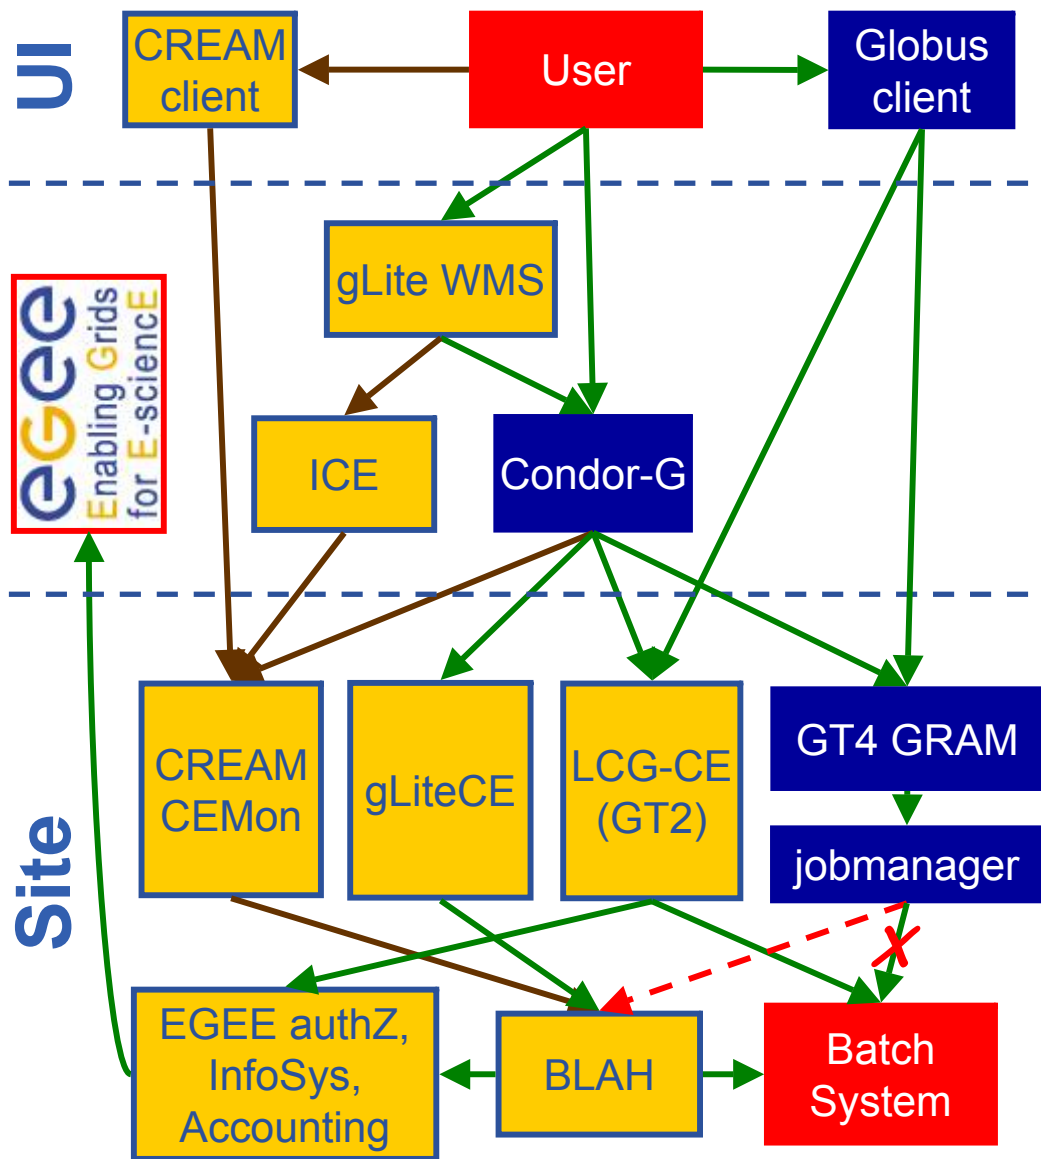 UI
CREAM
client
User
Globus
client
gLite WMS
eGee
Enabling Grids
for E-sciencE
ICE
Condor-G
Site
CREAM
CEMon
gLiteCE
LCG-CE
(GT2)
GT4 GRAM
jobmanager
X
EGEE authZ,
InfoSys,
Accounting
BLAH
Batch
System